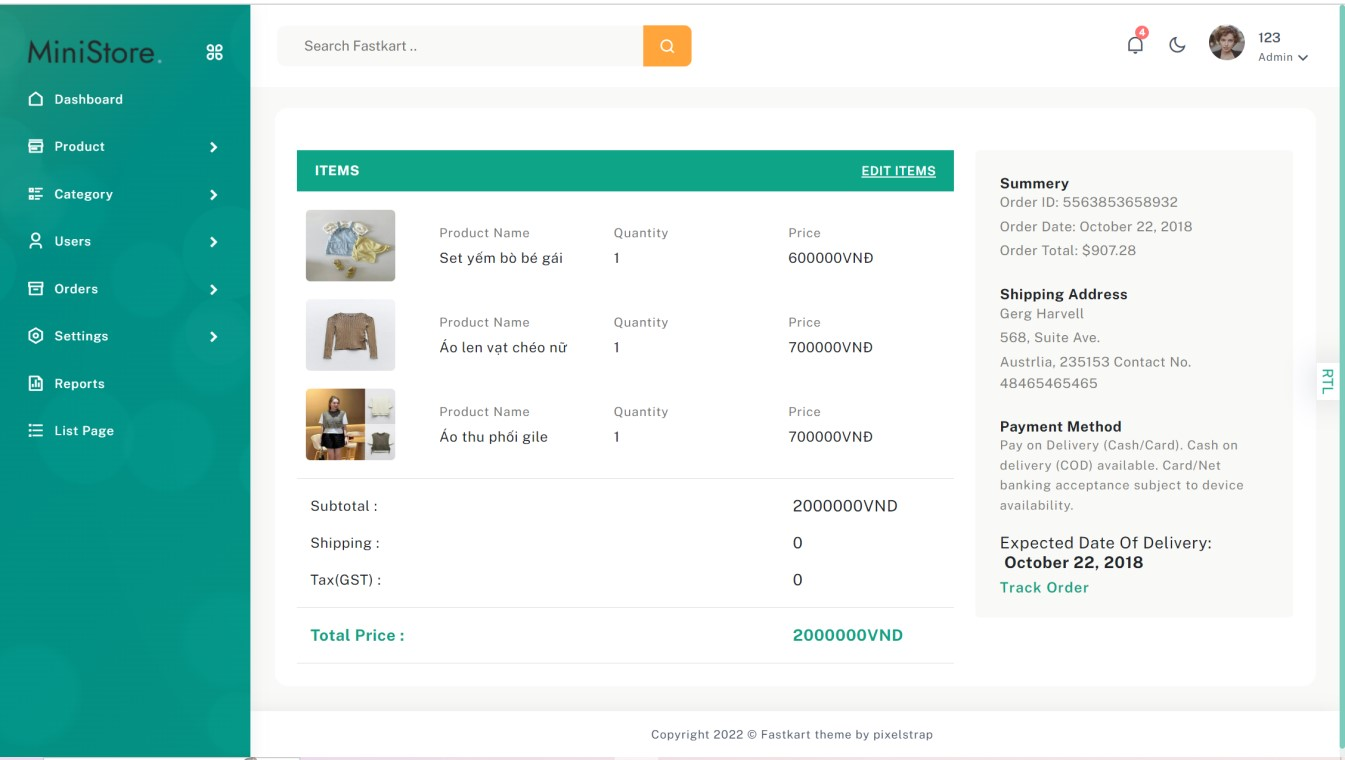 MiniStore.
Dashboard
Product
Category
Users
Orders
Settings
Reports
List Page
Search Fastkart ..
4
123
Admin
ITEMS
EDIT ITEMS
Product Name
Quantity
Price
Set yếm bò bé gái
1
600000VNĐ
Product Name
Quantity
Price
Áo len vạt chéo nữ
1
700000VNĐ
Product Name
Quantity
Price
Áo thu phối gile
1
700000VNĐ
Subtotal :
2000000VND
Shipping :
0
Tax(GST) :
0
Total Price :
2000000VND
Summery
Order ID: 5563853658932
Order Date: October 22, 2018
Order Total: $907.28
Shipping Address
Gerg Harvell
568, Suite Ave.
Austrlia, 235153 Contact No.
48465465465
Payment Method
Pay on Delivery (Cash/Card). Cash on
delivery (COD) available. Card/Net
banking acceptance subject to device
availability.
Expected Date Of Delivery:
October 22, 2018
Track Order
RTL
Copyright 2022 © Fastkart theme by pixelstrap